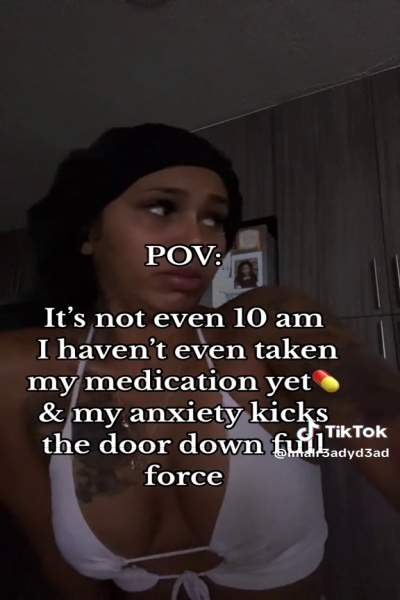 POV:
It's not even 10 am
I haven't even taken
my medication yet💊
& my anxiety kicks
the door down full
force
TikTok